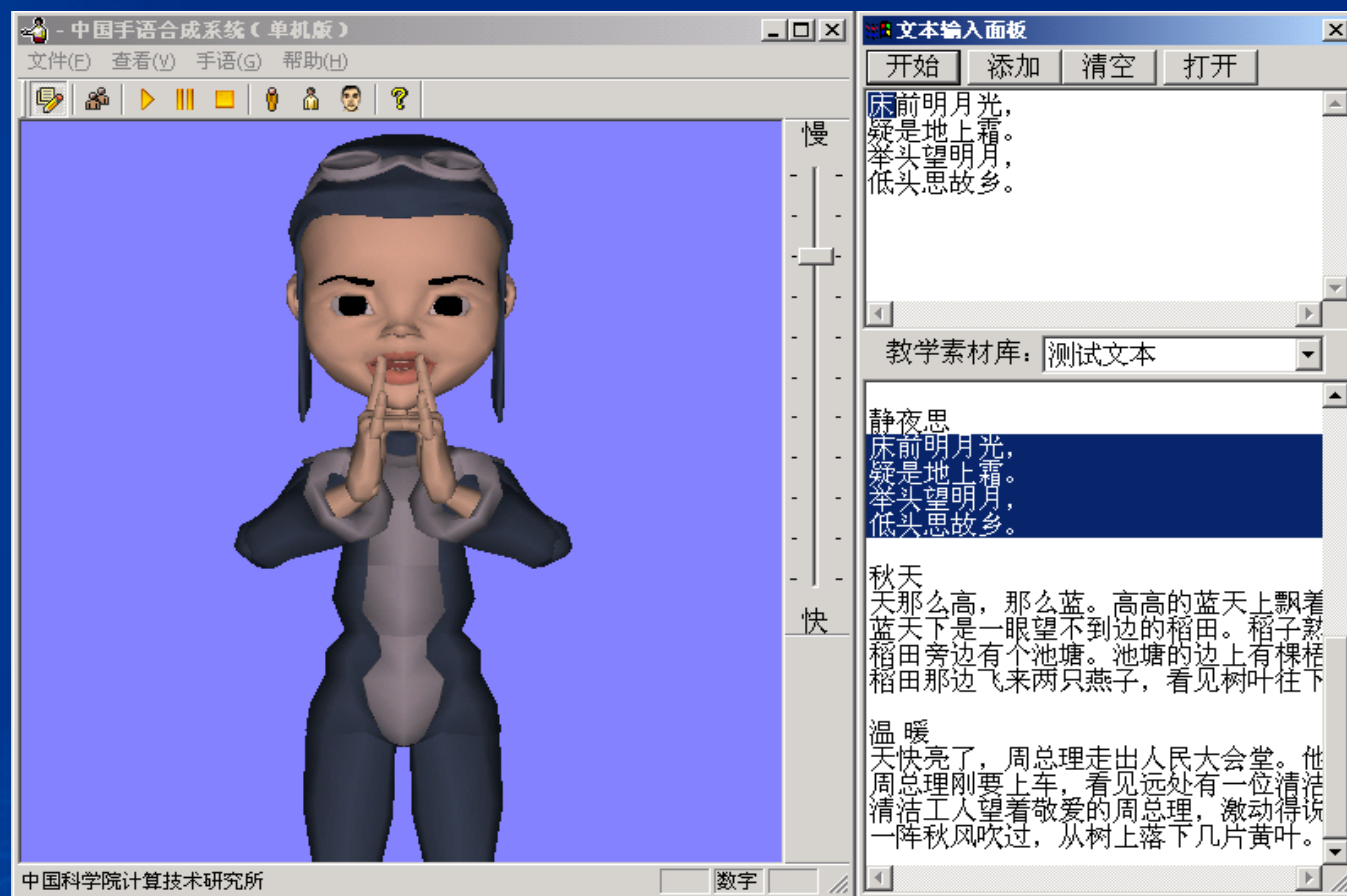 - 中国手语合成系统（单机版）
文件(F) 查看(V) 手语(G) 帮助(H)
慢
快
中国科学院计算技术研究所
数字
文本输入面板
开始 添加 清空 打开
床前明月光，
疑是地上霜。
举头望明月，
低头思故乡。
教学素材库： 测试文本
静夜思
床前明月光，
疑是地上霜。
举头望明月，
低头思故乡。
秋天
天那么高，那么蓝。高高的蓝天上飘着
蓝天下是一眼望不到边的稻田。稻子熟
稻田旁边有个池塘。池塘的边上有棵梧
稻田那边飞来两只燕子，看见树叶往下
温 暖
天快亮了，周总理走出人民大会堂。他
周总理刚要上车，看见远处有一位清洁
清洁工人望着敬爱的周总理，激动得说
一阵秋风吹过，从树上落下几片黄叶。